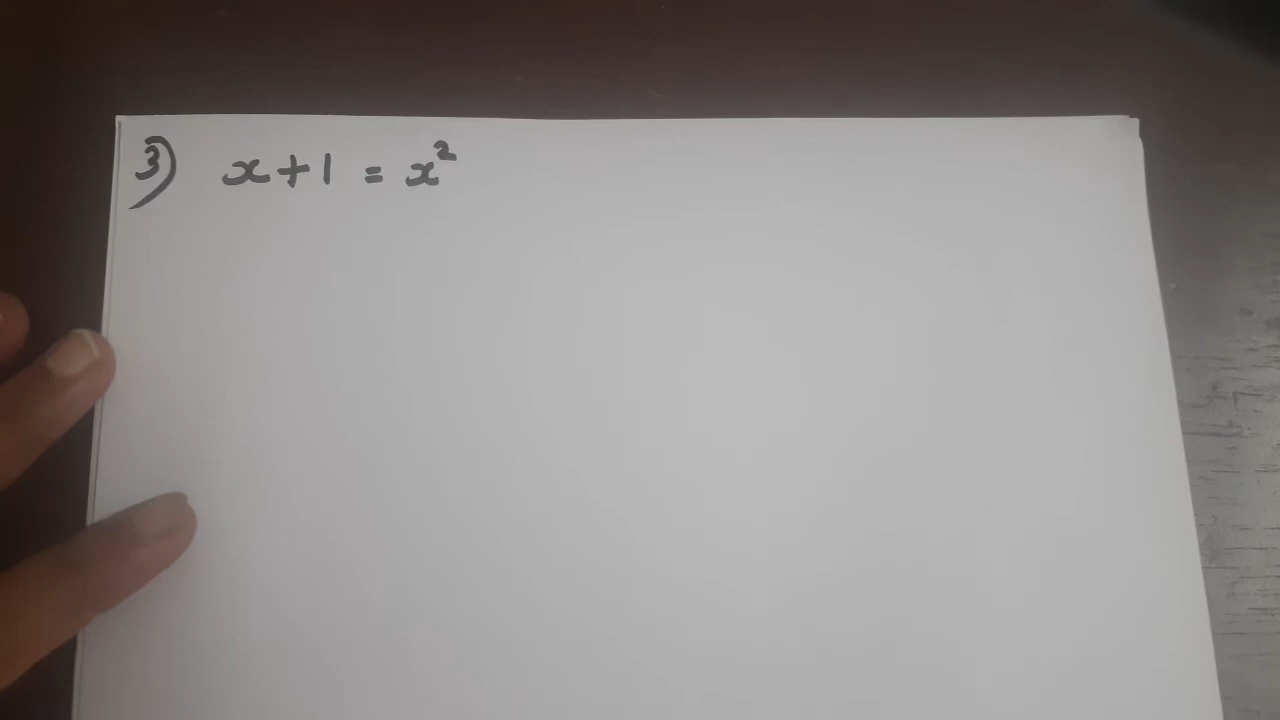 3) x+1 = x²